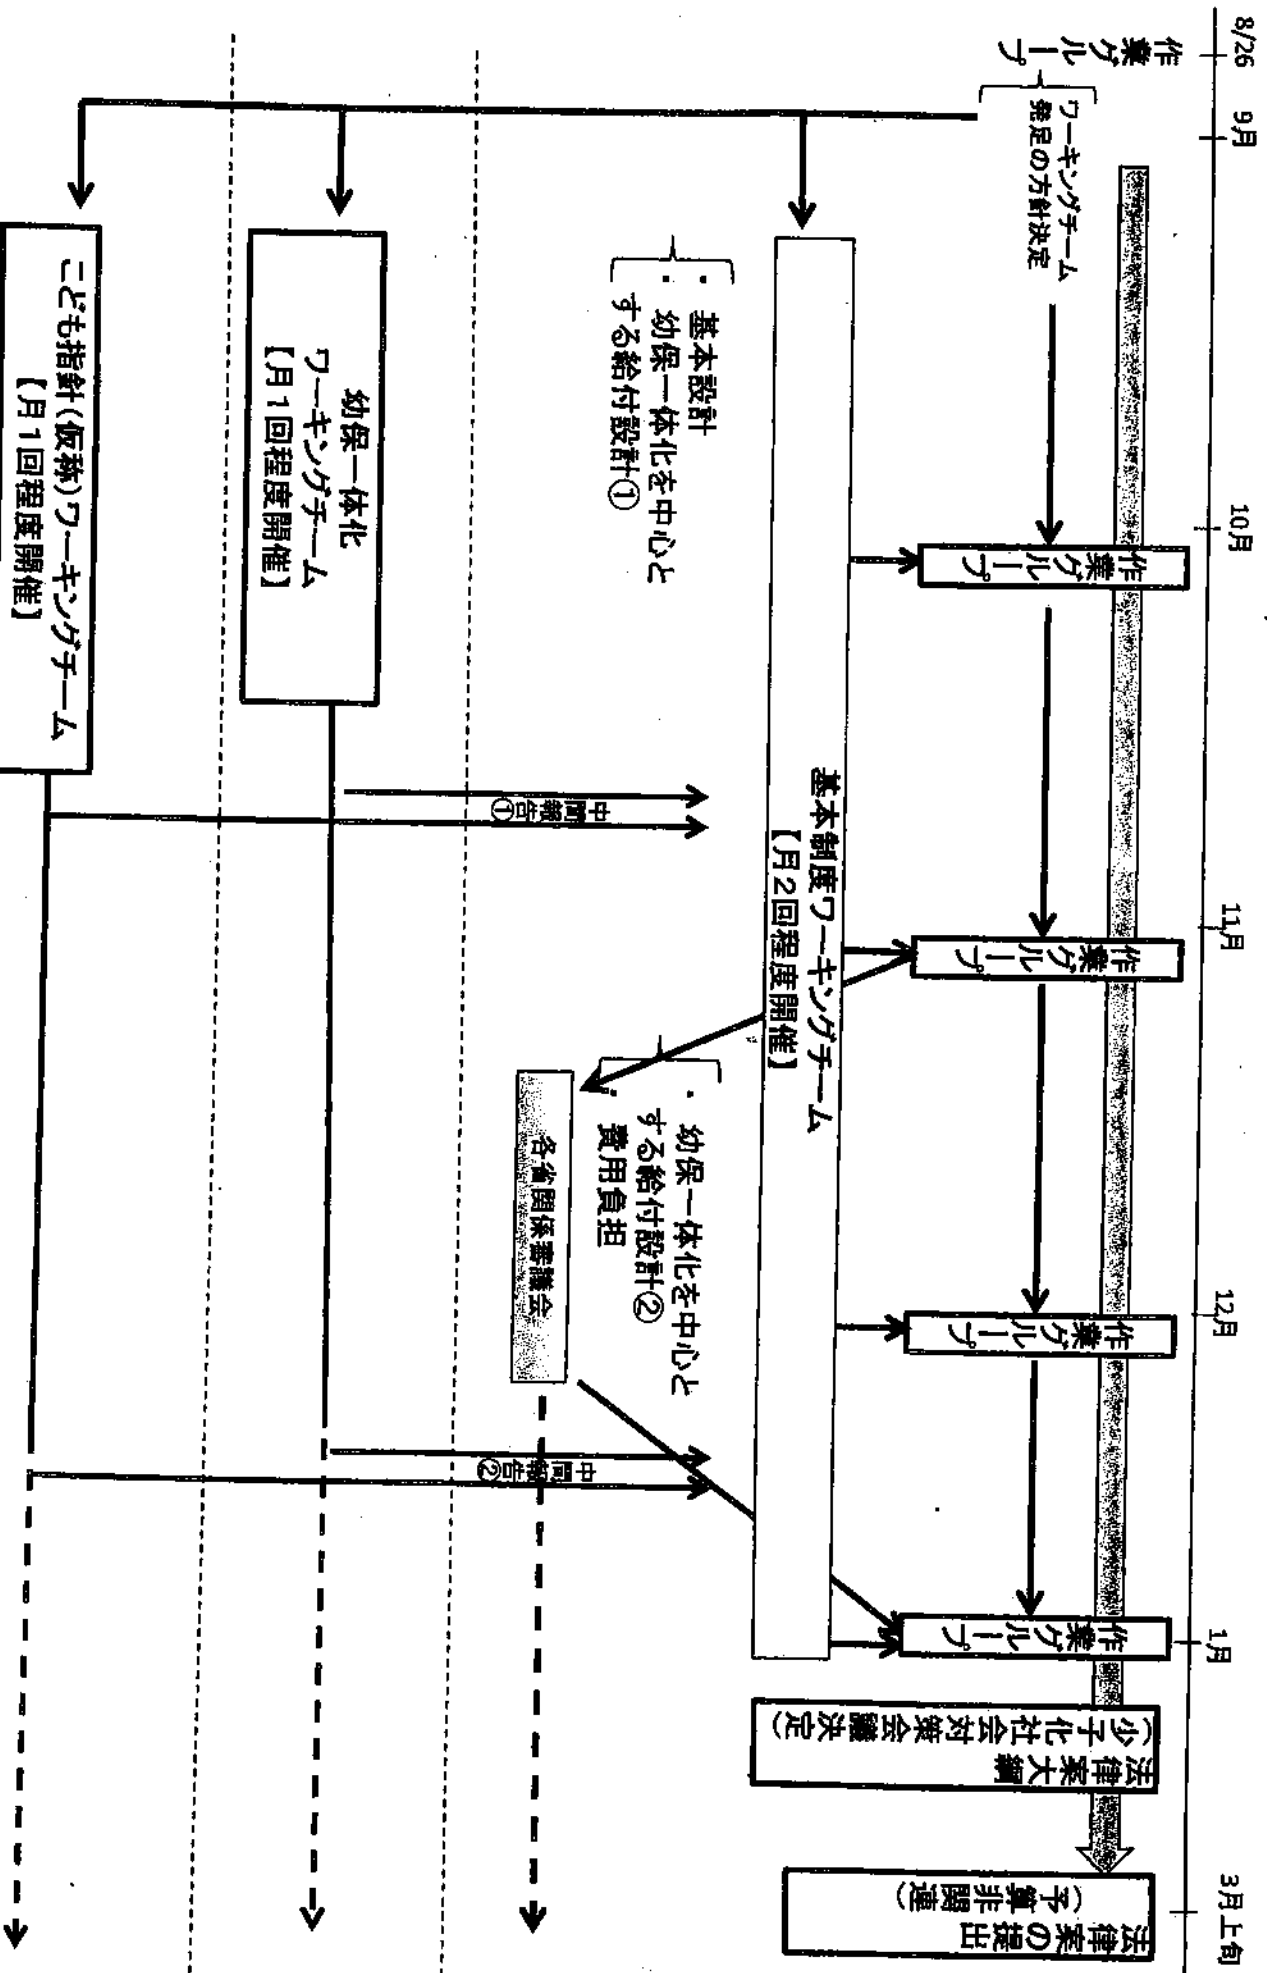 8/26
9月
10月
11月
12月
1月
3月上旬
作業グループ
ワーキングチーム
発足の方針決定
作業グループ
作業グループ
作業グループ
作業グループ
法律案大綱
(少子化社会対策会議決定)
法律案の提出
(予算非関連)
基本制度ワーキングチーム
【月2回程度開催】
・ 基本設計
・ 幼保一体化を中心と
する給付設計①
・ 幼保一体化を中心と
する給付設計②
・ 費用負担
各省関係審議会
中間報告①
中間報告②
幼保一体化
ワーキングチーム
【月1回程度開催】
こども指針(仮称)ワーキングチーム
【月1回程度開催】